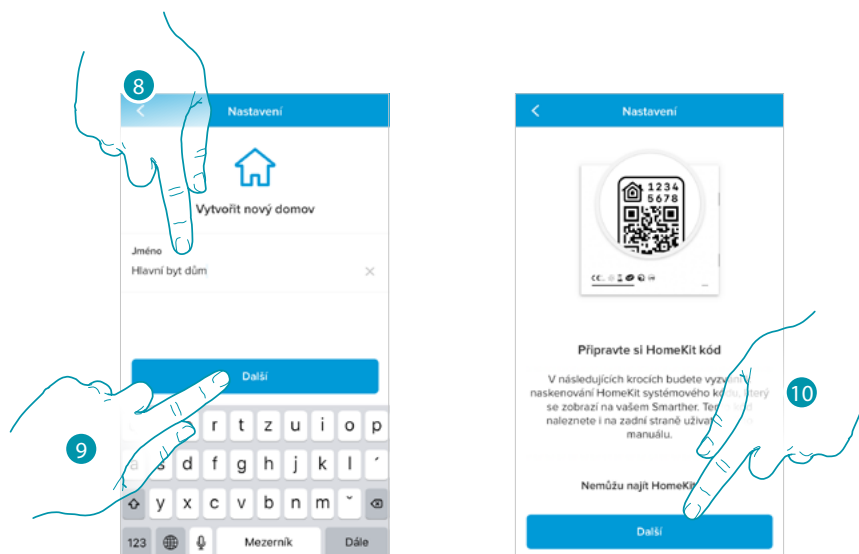 8
Nastavení
Vytvořit nový domov
Jméno
Hlavní byt dům
Další
9
r t z u i o p
a s d f g h j k l ´
y x c v b n m ˇ
123 Mezerník Dále
Nastavení
1234
5678
Připravte si HomeKit kód
V následujících krocích budete
naskenování HomeKit systémového
se zobrazí na vašem Smarther.
naleznete i na zadní straně
manuálu.
10
Nemůžu najít HomeKit
Další